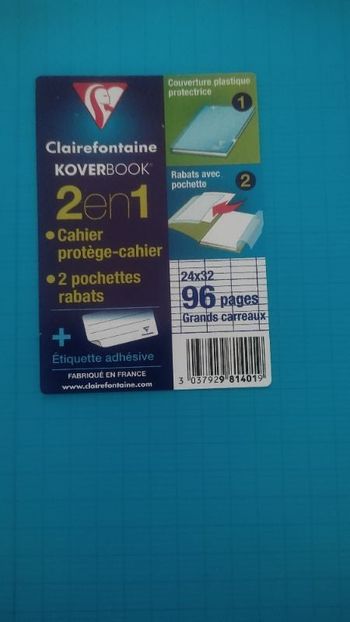 Clairefontaine
KOVERBOOK
2en1
• Cahier
protège-cahier
• 2 pochettes
rabats
+
Étiquette adhésive
FABRIQUÉ EN FRANCE
www.clairefontaine.com
Couverture plastique
protectrice
1
Rabats avec
pochette
2
24x32
96 pages
Grands carreaux
3 037929 814019